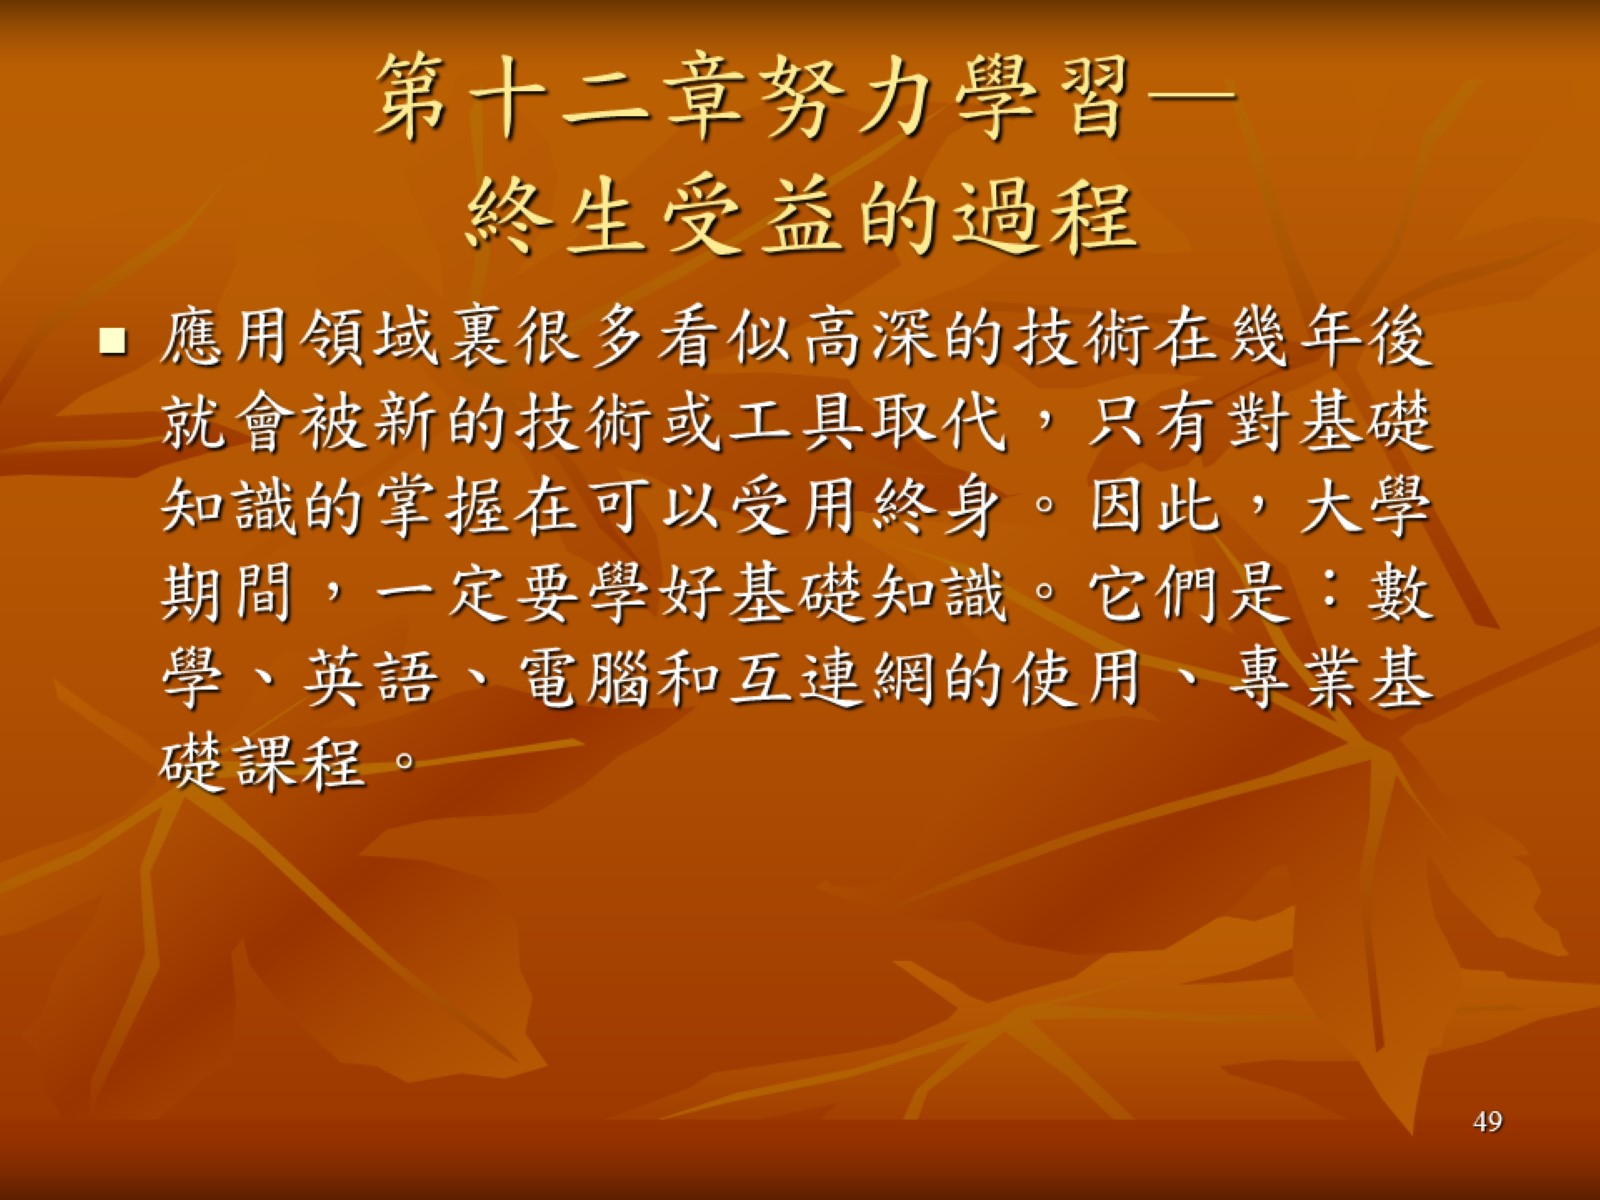 第十二章努力學習—
終生受益的過程
應用領域裏很多看似高深的技術在幾年後
就會被新的技術或工具取代，只有對基礎
知識的掌握在可以受用終身。因此，大學
期間，一定要學好基礎知識。它們是：數
學、英語、電腦和互連網的使用、專業基
礎課程。
49